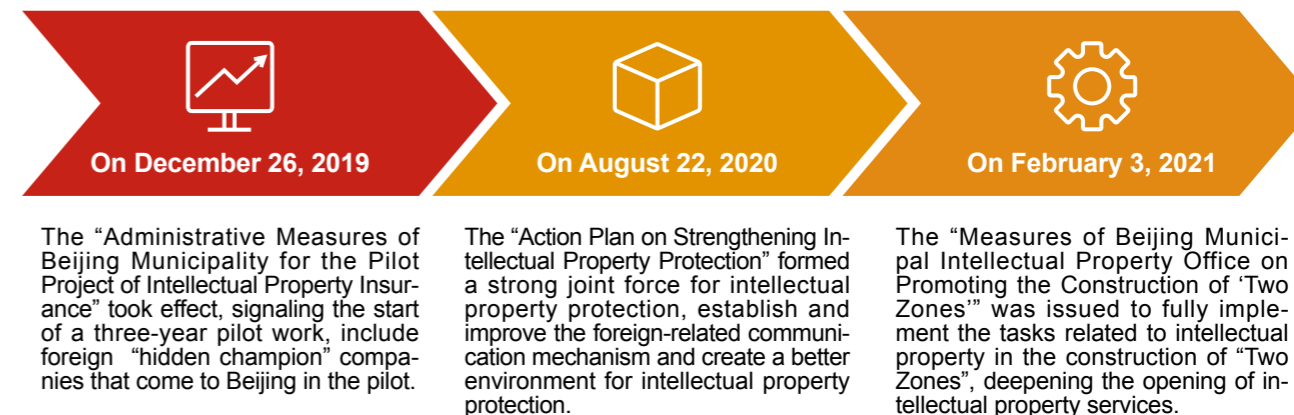 On December 26, 2019
The “Administrative Measures of
Beijing Municipality for the Pilot
Project of Intellectual Property Insur-
ance” took effect, signaling the start
of a three-year pilot work, include
foreign “hidden champion” compa-
nies that come to Beijing in the pilot.
On August 22, 2020
The “Action Plan on Strengthening In-
tellectual Property Protection” formed
a strong joint force for intellectual
property protection, establish and
improve the foreign-related communi-
cation mechanism and create a better
environment for intellectual property
protection.
On February 3, 2021
The “Measures of Beijing Munici-
pal Intellectual Property Office on
Promoting the Construction of ‘Two
Zones’” was issued to fully imple-
ment the tasks related to intellectual
property in the construction of “Two
Zones”, deepening the opening of in-
tellectual property services.